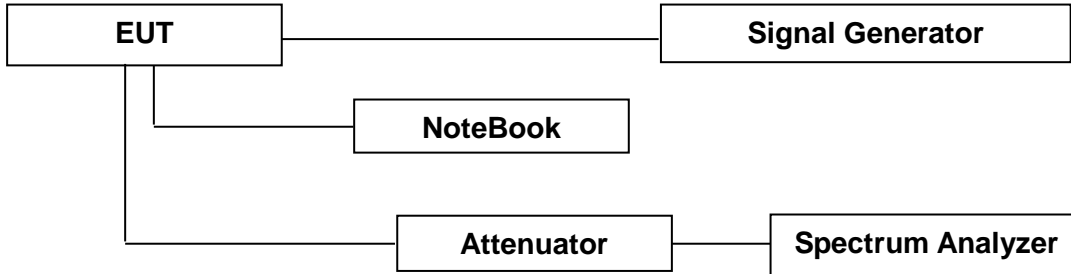 EUT
Signal Generator
NoteBook
Attenuator
Spectrum Analyzer